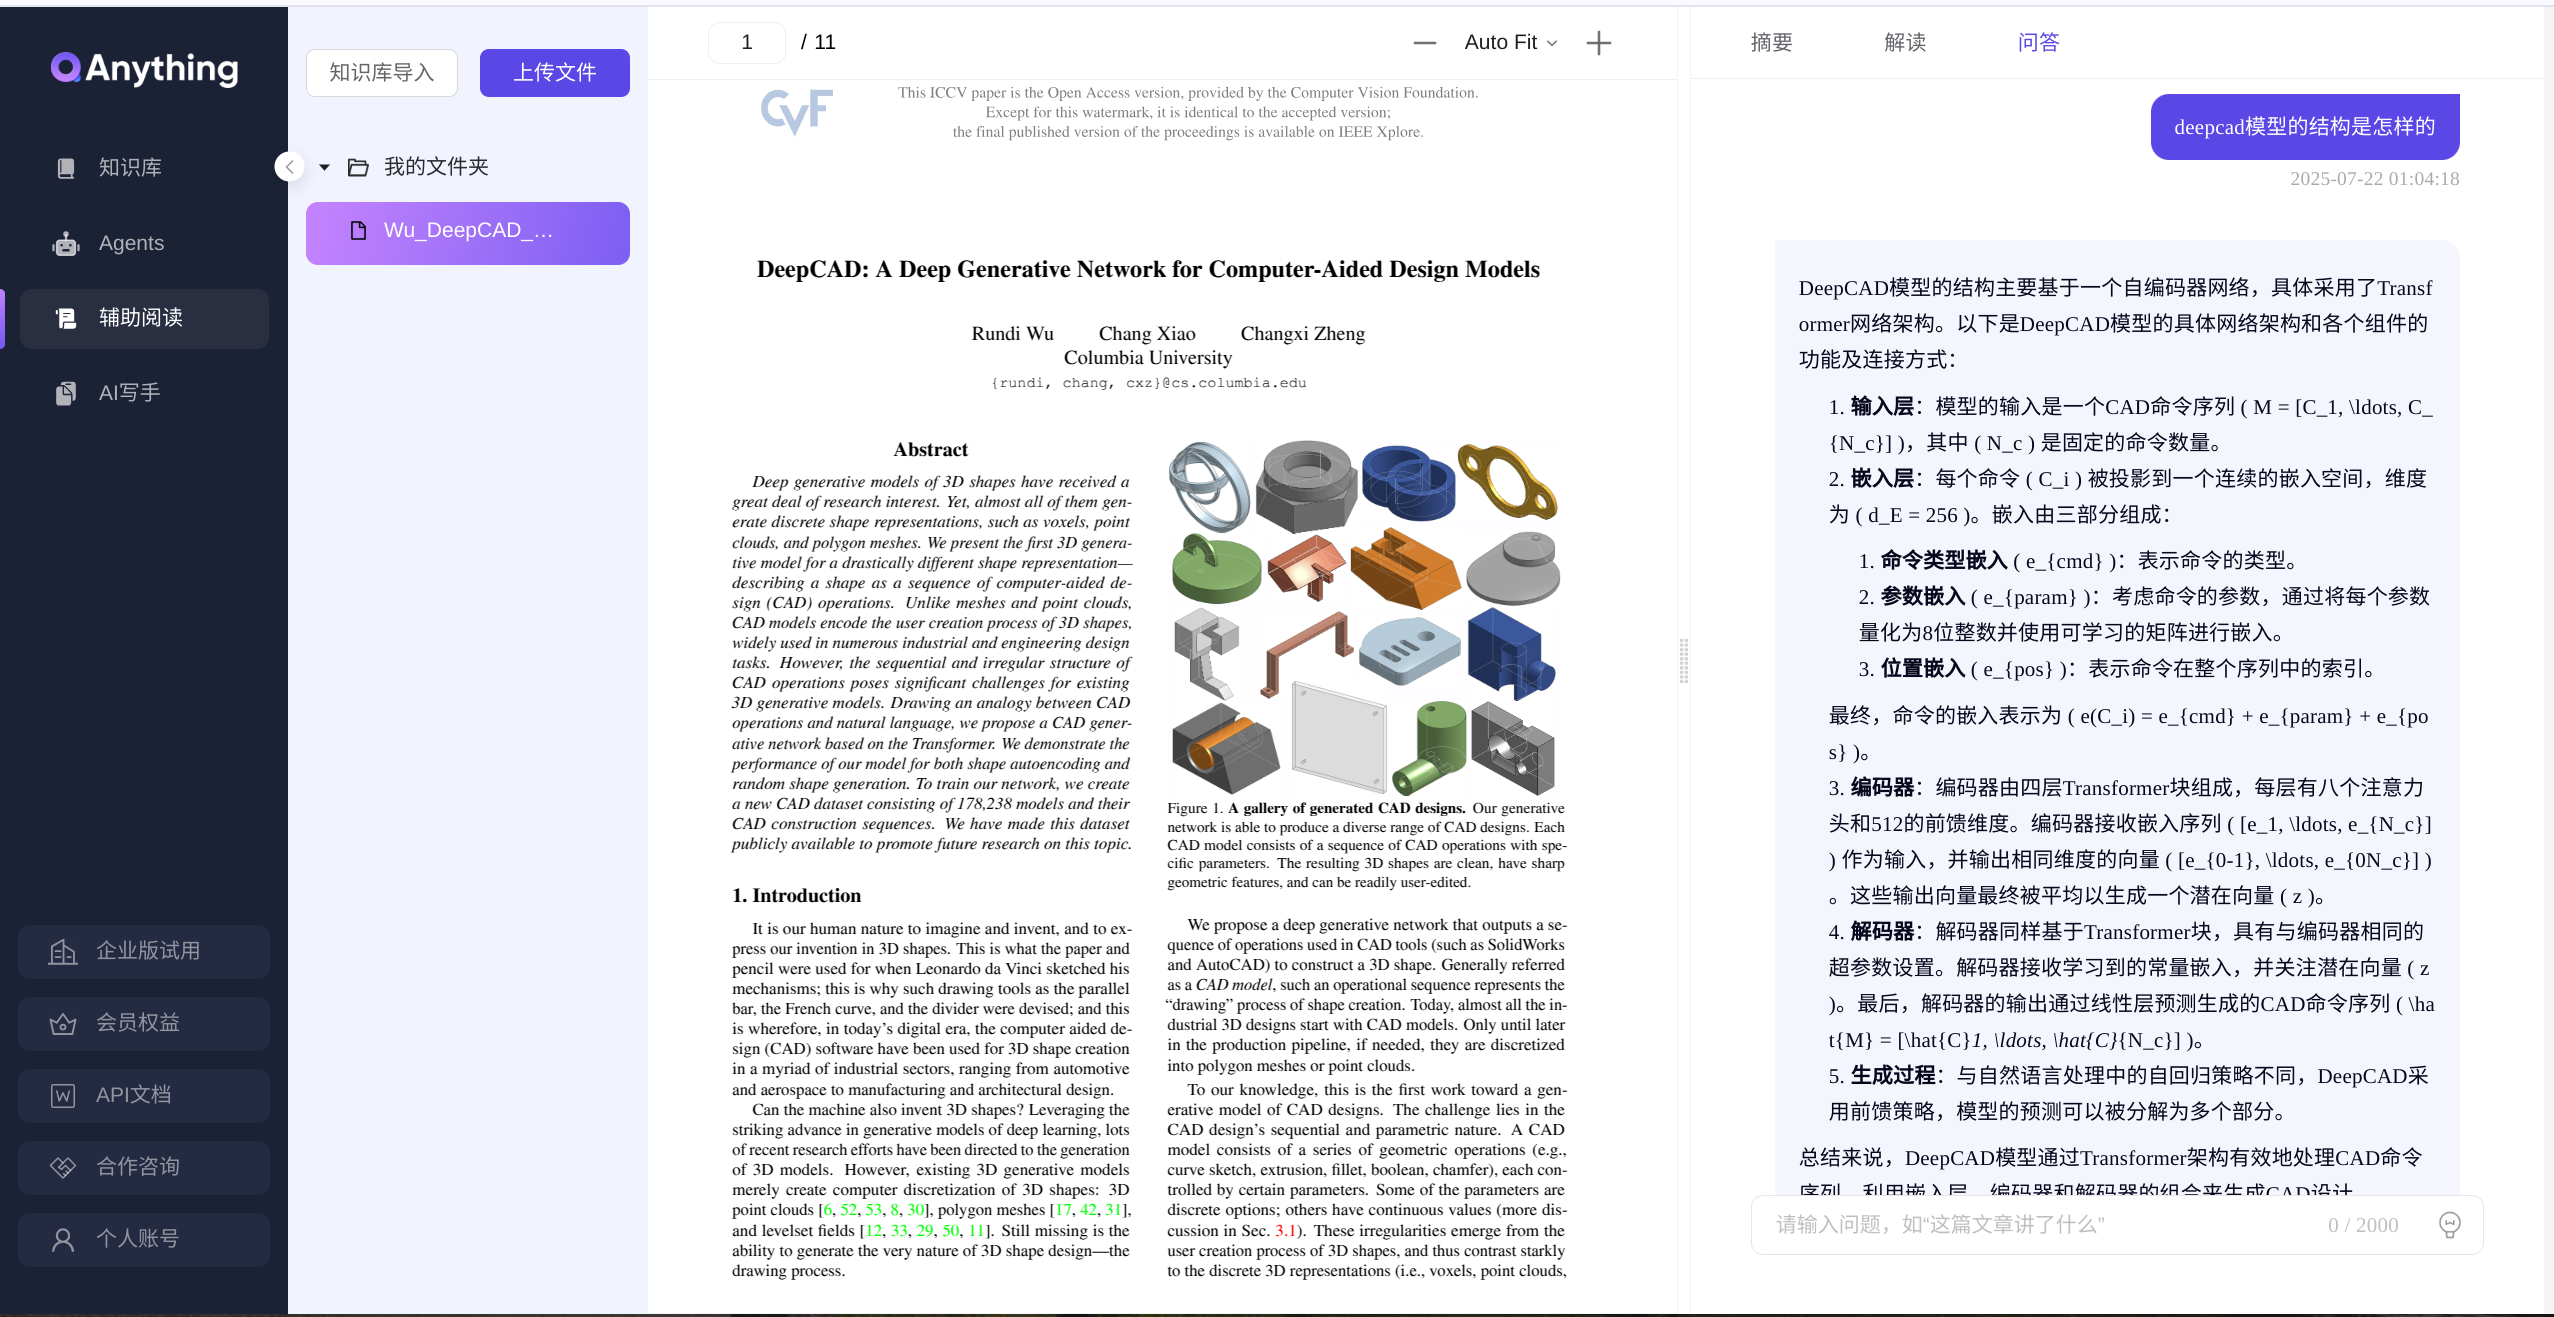 QAnything
知识库
Agents
辅助阅读
AI写手
企业版试用
会员权益
API文档
合作咨询
个人账号
知识库导入
上传文件
我的文件夹
Wu_DeepCAD_...
1 / 11
Auto Fit
CVF
This ICCV paper is the Open Access version, provided by the Computer Vision Foundation.
Except for this watermark, it is identical to the accepted version;
the final published version of the proceedings is available on IEEE Xplore.
DeepCAD: A Deep Generative Network for Computer-Aided Design Models
Rundi Wu Chang Xiao Changxi Zheng
Columbia University
{rundi, chang, cxz}@cs.columbia.edu
Abstract
Deep generative models of 3D shapes have received a
great deal of research interest. Yet, almost all of them gen-
erate discrete shape representations, such as voxels, point
clouds, and polygon meshes. We present the first 3D genera-
tive model for a drastically different shape representation—
describing a shape as a sequence of computer-aided de-
sign (CAD) operations. Unlike meshes and point clouds,
CAD models encode the user creation process of 3D shapes,
widely used in numerous industrial and engineering design
tasks. However, the sequential and irregular structure of
CAD operations poses significant challenges for existing
3D generative models. Drawing an analogy between CAD
operations and natural language, we propose a CAD gener-
ative network based on the Transformer. We demonstrate the
performance of our model for both shape autoencoding and
random shape generation. To train our network, we create
a new CAD dataset consisting of 178,238 models and their
CAD construction sequences. We have made this dataset
publicly available to promote future research on this topic.
1. Introduction
It is our human nature to imagine and invent, and to ex-
press our invention in 3D shapes. This is what the paper and
pencil were used for when Leonardo da Vinci sketched his
mechanisms; this is why such drawing tools as the parallel
bar, the French curve, and the divider were devised; and this
is wherefore, in today's digital era, the computer aided de-
sign (CAD) software have been used for 3D shape creation
in a myriad of industrial sectors, ranging from automotive
and aerospace to manufacturing and architectural design.
Can the machine also invent 3D shapes? Leveraging the
striking advance in generative models of deep learning, lots
of recent research efforts have been directed to the generation
of 3D models. However, existing 3D generative models
merely create computer discretization of 3D shapes: 3D
point clouds [6, 52, 53, 8, 30], polygon meshes [17, 42, 31],
and levelset fields [12, 33, 29, 50, 11]. Still missing is the
ability to generate the very nature of 3D shape design—the
drawing process.
Figure 1. A gallery of generated CAD designs. Our generative
network is able to produce a diverse range of CAD designs. Each
CAD model consists of a sequence of CAD operations with spe-
cific parameters. The resulting 3D shapes are clean, have sharp
geometric features, and can be readily user-edited.
We propose a deep generative network that outputs a se-
quence of operations used in CAD tools (such as SolidWorks
and AutoCAD) to construct a 3D shape. Generally referred
as a CAD model, such an operational sequence represents the
“drawing” process of shape creation. Today, almost all the in-
dustrial 3D designs start with CAD models. Only until later
in the production pipeline, if needed, they are discretized
into polygon meshes or point clouds.
To our knowledge, this is the first work toward a gen-
erative model of CAD designs. The challenge lies in the
CAD design's sequential and parametric nature. A CAD
model consists of a series of geometric operations (e.g.,
curve sketch, extrusion, fillet, boolean, chamfer), each con-
trolled by certain parameters. Some of the parameters are
discrete options; others have continuous values (more dis-
cussion in Sec. 3.1). These irregularities emerge from the
user creation process of 3D shapes, and thus contrast starkly
to the discrete 3D representations (i.e., voxels, point clouds,
摘要 解读 问答
deepcad模型的结构是怎样的
2025-07-22 01:04:18
DeepCAD模型的结构主要基于一个自编码器网络，具体采用了Transf
ormer网络架构。以下是DeepCAD模型的具体网络架构和各个组件的
功能及连接方式：
1. 输入层：模型的输入是一个CAD命令序列 ( M = [C_1, \ldots, C_
{N_c}] )，其中 ( N_c ) 是固定的命令数量。
2. 嵌入层：每个命令 ( C_i ) 被投影到一个连续的嵌入空间，维度
为 ( d_E = 256 )。嵌入由三部分组成：
1. 命令类型嵌入 ( e_{cmd} )：表示命令的类型。
2. 参数嵌入 ( e_{param} )：考虑命令的参数，通过将每个参数
量化为8位整数并使用可学习的矩阵进行嵌入。
3. 位置嵌入 ( e_{pos} )：表示命令在整个序列中的索引。
最终，命令的嵌入表示为 ( e(C_i) = e_{cmd} + e_{param} + e_{po
s} )。
3. 编码器：编码器由四层Transformer块组成，每层有八个注意力
头和512的前馈维度。编码器接收嵌入序列 ( [e_1, \ldots, e_{N_c}]
) 作为输入，并输出相同维度的向量 ( [e_{0-1}, \ldots, e_{0N_c}] )
。这些输出向量最终被平均以生成一个潜在向量 ( z )。
4. 解码器：解码器同样基于Transformer块，具有与编码器相同的
超参数设置。解码器接收学习到的常量嵌入，并关注潜在向量 ( z
)。最后，解码器的输出通过线性层预测生成的CAD命令序列 ( \ha
t{M} = [\hat{C}1, \ldots, \hat{C}{N_c}] )。
5. 生成过程：与自然语言处理中的自回归策略不同，DeepCAD采
用前馈策略，模型的预测可以被分解为多个部分。
总结来说，DeepCAD模型通过Transformer架构有效地处理CAD命令
序列，利用嵌入层、编码器和解码器的组合来生成CAD设计
请输入问题，如“这篇文章讲了什么”
0 / 2000